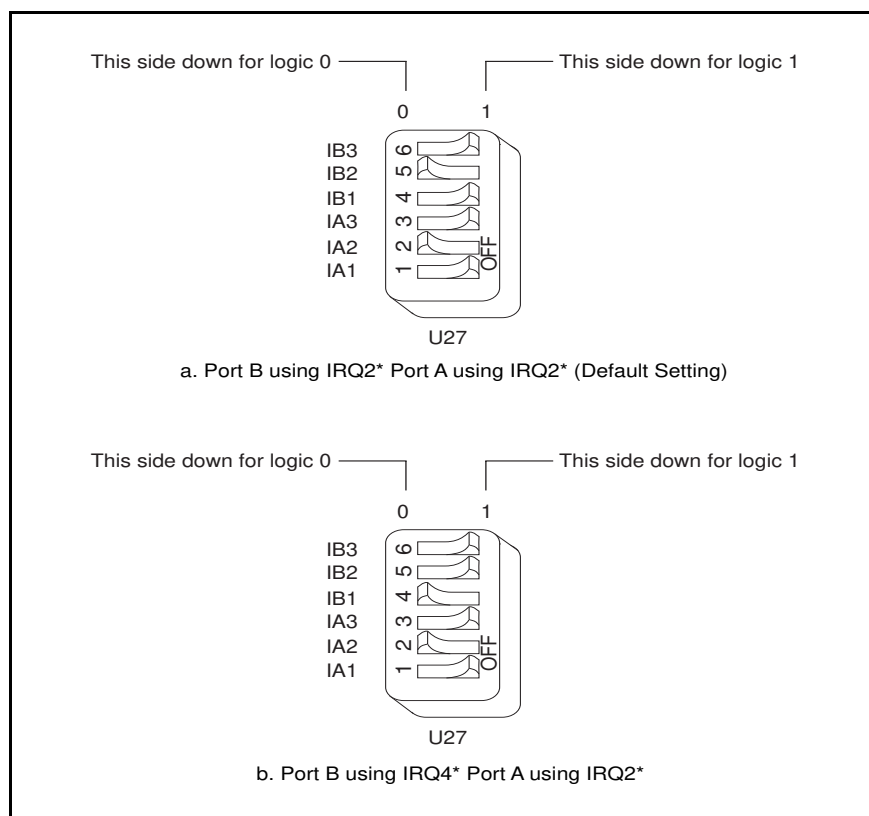 This side down for logic 0 This side down for logic 1
0 1
IB3 6
IB2 5
IB1 4
IA3 3
IA2 2
IA1 1 OFF
U27
a. Port B using IRQ2* Port A using IRQ2* (Default Setting)
This side down for logic 0 This side down for logic 1
0 1
IB3 6
IB2 5
IB1 4
IA3 3
IA2 2
IA1 1 OFF
U27
b. Port B using IRQ4* Port A using IRQ2*